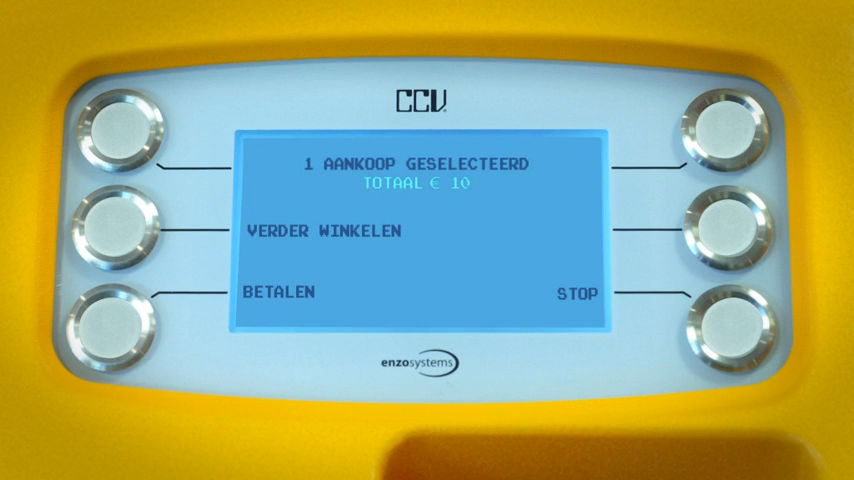 CCV
1 AANKOOP GESELECTEERD
TOTAAL € 10
VERDER WINKELEN
BETALEN
STOP
enzosystems